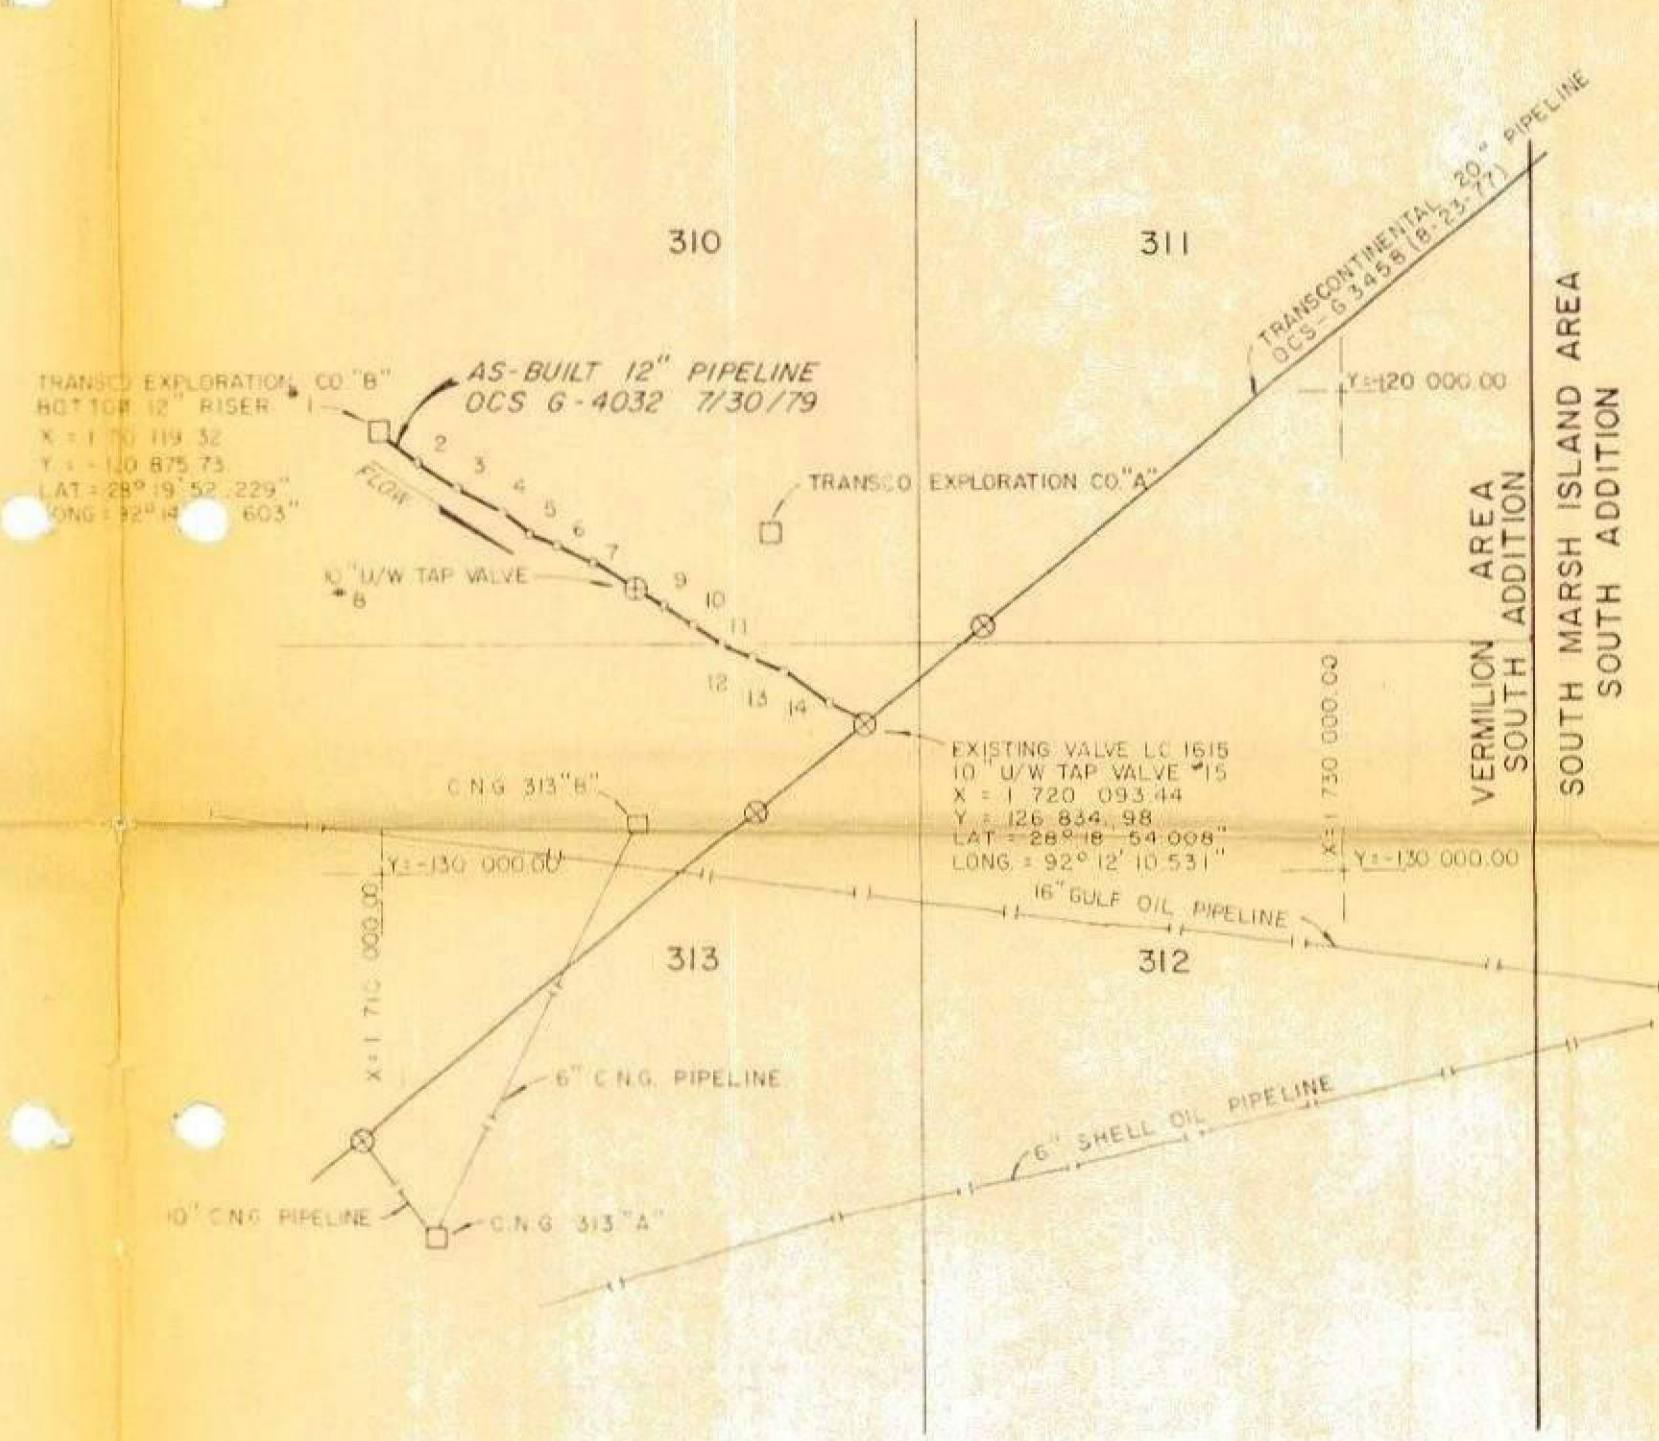 310
311
TRANSCONTINENTAL 20" PIPELINE
OCS-G 3458 (8-23-77)
TRANSCO EXPLORATION CO. "B"
BOTTOM 12" RISER # 1
X = 1 710 119 32
Y = -120 875.73
LAT = 28° 19' 52.229"
LONG = 92° 14' 603"
AS-BUILT 12" PIPELINE
OCS G-4032 7/30/79
Y=-120 000.00
2
3
4
5
6
7
FLOW
TRANSCO EXPLORATION CO. "A"
10" U/W TAP VALVE
#8
9
10
11
12
13
14
VERMILION AREA
SOUTH ADDITION
SOUTH MARSH ISLAND AREA
SOUTH ADDITION
EXISTING VALVE LC 1615
10" U/W TAP VALVE #15
X = 1 720 093.44
Y = 126 834.98
LAT = 28° 18' 54.008"
LONG. = 92° 12' 10.531"
X=1 730 000.00
Y=-130 000.00
C.N.G. 313 "B"
Y=-130 000.00
X=1 710 000.00
16" GULF OIL PIPELINE
313
312
6" C.N.G. PIPELINE
6" SHELL OIL PIPELINE
10" C.N.G. PIPELINE
C.N.G. 313 "A"